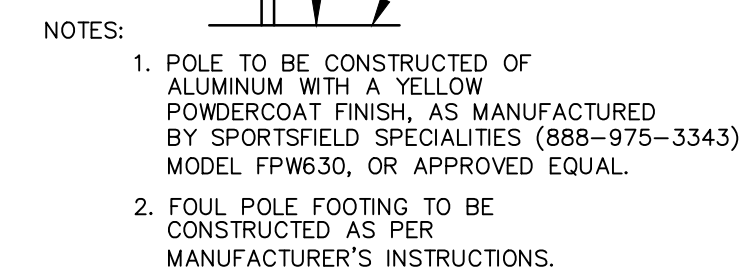 NOTES:
1. POLE TO BE CONSTRUCTED OF
ALUMINUM WITH A YELLOW
POWDERCOAT FINISH, AS MANUFACTURED
BY SPORTSFIELD SPECIALITIES (888-975-3343)
MODEL FPW630, OR APPROVED EQUAL.
2. FOUL POLE FOOTING TO BE
CONSTRUCTED AS PER
MANUFACTURER'S INSTRUCTIONS.